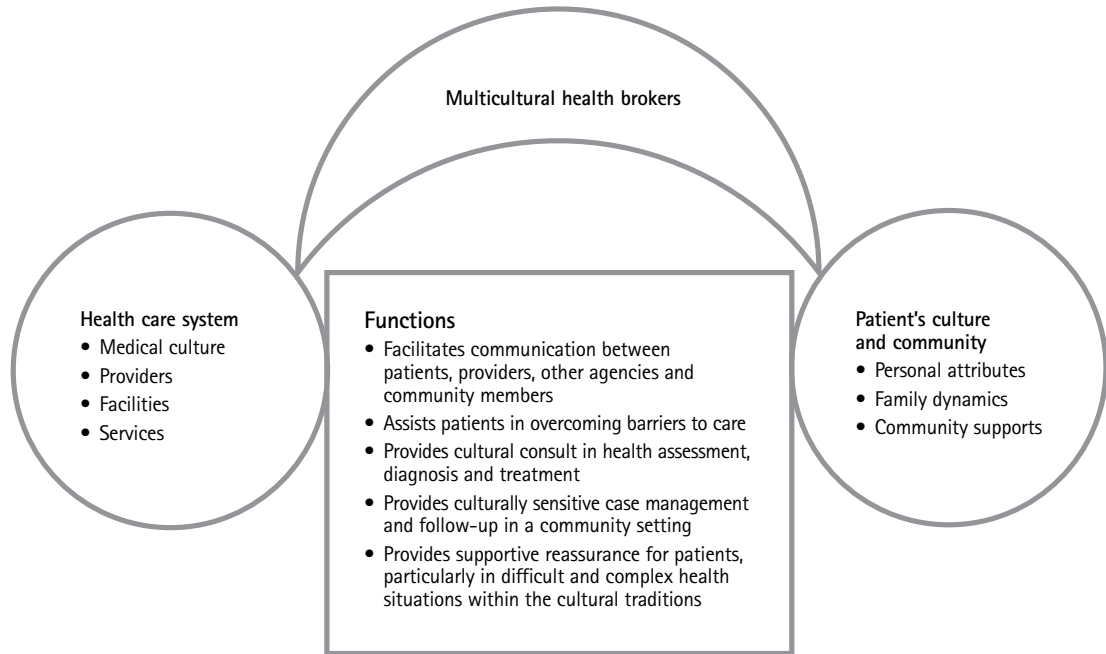 Multicultural health brokers
Health care system
• Medical culture
• Providers
• Facilities
• Services
Functions
• Facilitates communication between
patients, providers, other agencies and
community members
• Assists patients in overcoming barriers to care
• Provides cultural consult in health assessment,
diagnosis and treatment
• Provides culturally sensitive case management
and follow-up in a community setting
• Provides supportive reassurance for patients,
particularly in difficult and complex health
situations within the cultural traditions
Patient's culture
and community
• Personal attributes
• Family dynamics
• Community supports